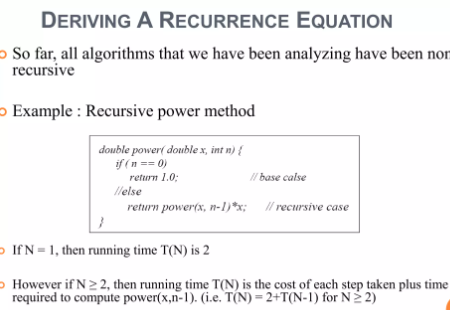 DERIVING A RECURRENCE EQUATION
So far, all algorithms that we have been analyzing have been non
recursive
Example : Recursive power method
double power( double x, int n) {
if ( n == 0)
return 1.0; // base calse
//else
return power(x, n-1)*x; // recursive case
}
If N = 1, then running time T(N) is 2
However if N ≥ 2, then running time T(N) is the cost of each step taken plus time
required to compute power(x,n-1). (i.e. T(N) = 2+T(N-1) for N ≥ 2)